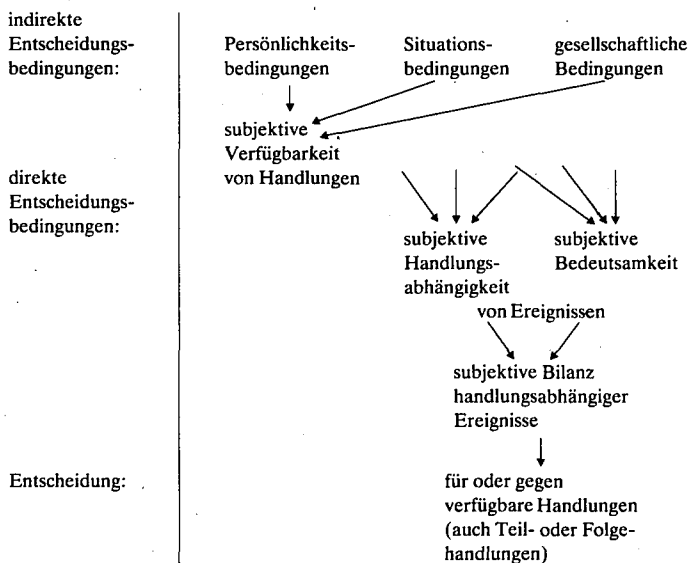 indirekte
Entscheidungs-
bedingungen:
Persönlichkeits-
bedingungen
Situations-
bedingungen
gesellschaftliche
Bedingungen
subjektive
Verfügbarkeit
von Handlungen
direkte
Entscheidungs-
bedingungen:
subjektive
Handlungs-
abhängigkeit
subjektive
Bedeutsamkeit
von Ereignissen
subjektive Bilanz
handlungsabhängiger
Ereignisse
Entscheidung:
für oder gegen
verfügbare Handlungen
(auch Teil- oder Folge-
handlungen)